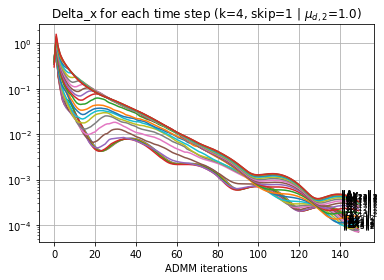 Delta_x for each time step (k=4, skip=1 | μ_{d,2}=1.0)
10⁰
10⁻¹
10⁻²
10⁻³
10⁻⁴
0 20 40 60 80 100 120 140
ADMM iterations